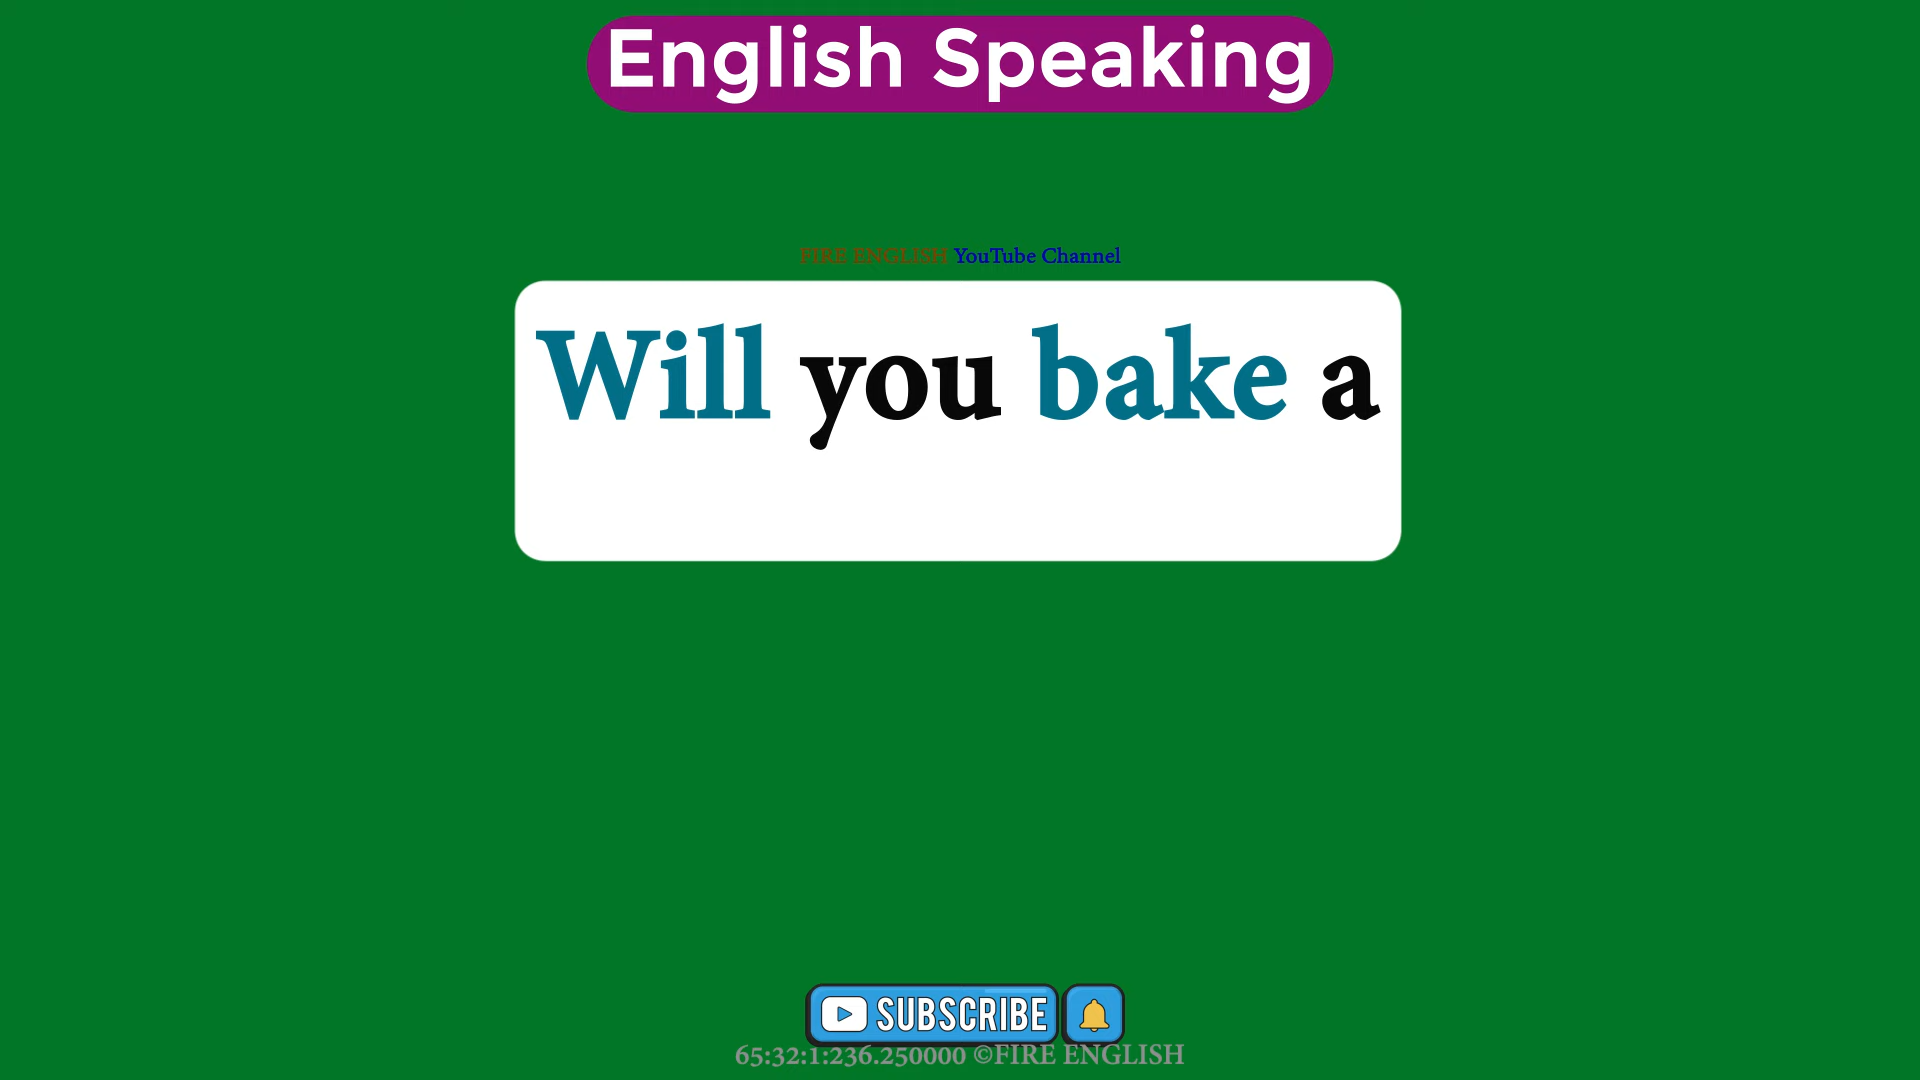 English Speaking
FIRE ENGLISH YouTube Channel
Will you bake a
SUBSCRIBE
65:32:1:236.250000 ©FIRE ENGLISH